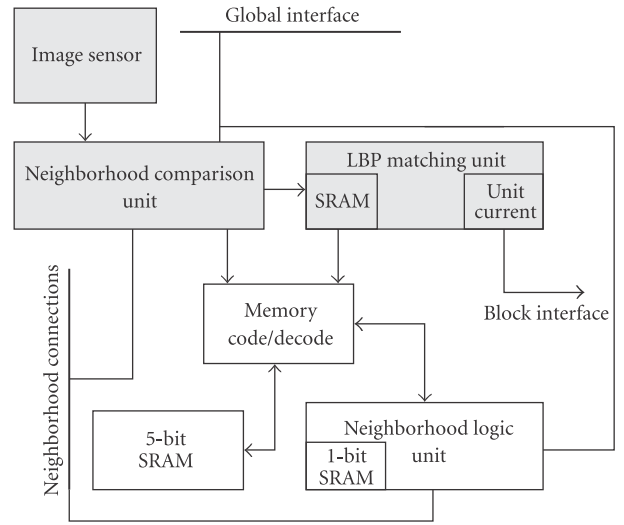 Global interface
Image sensor
Neighborhood comparison
unit
LBP matching unit
SRAM
Unit
current
Neighborhood connections
Memory
code/decode
Block interface
5-bit
SRAM
Neighborhood logic
unit
1-bit
SRAM